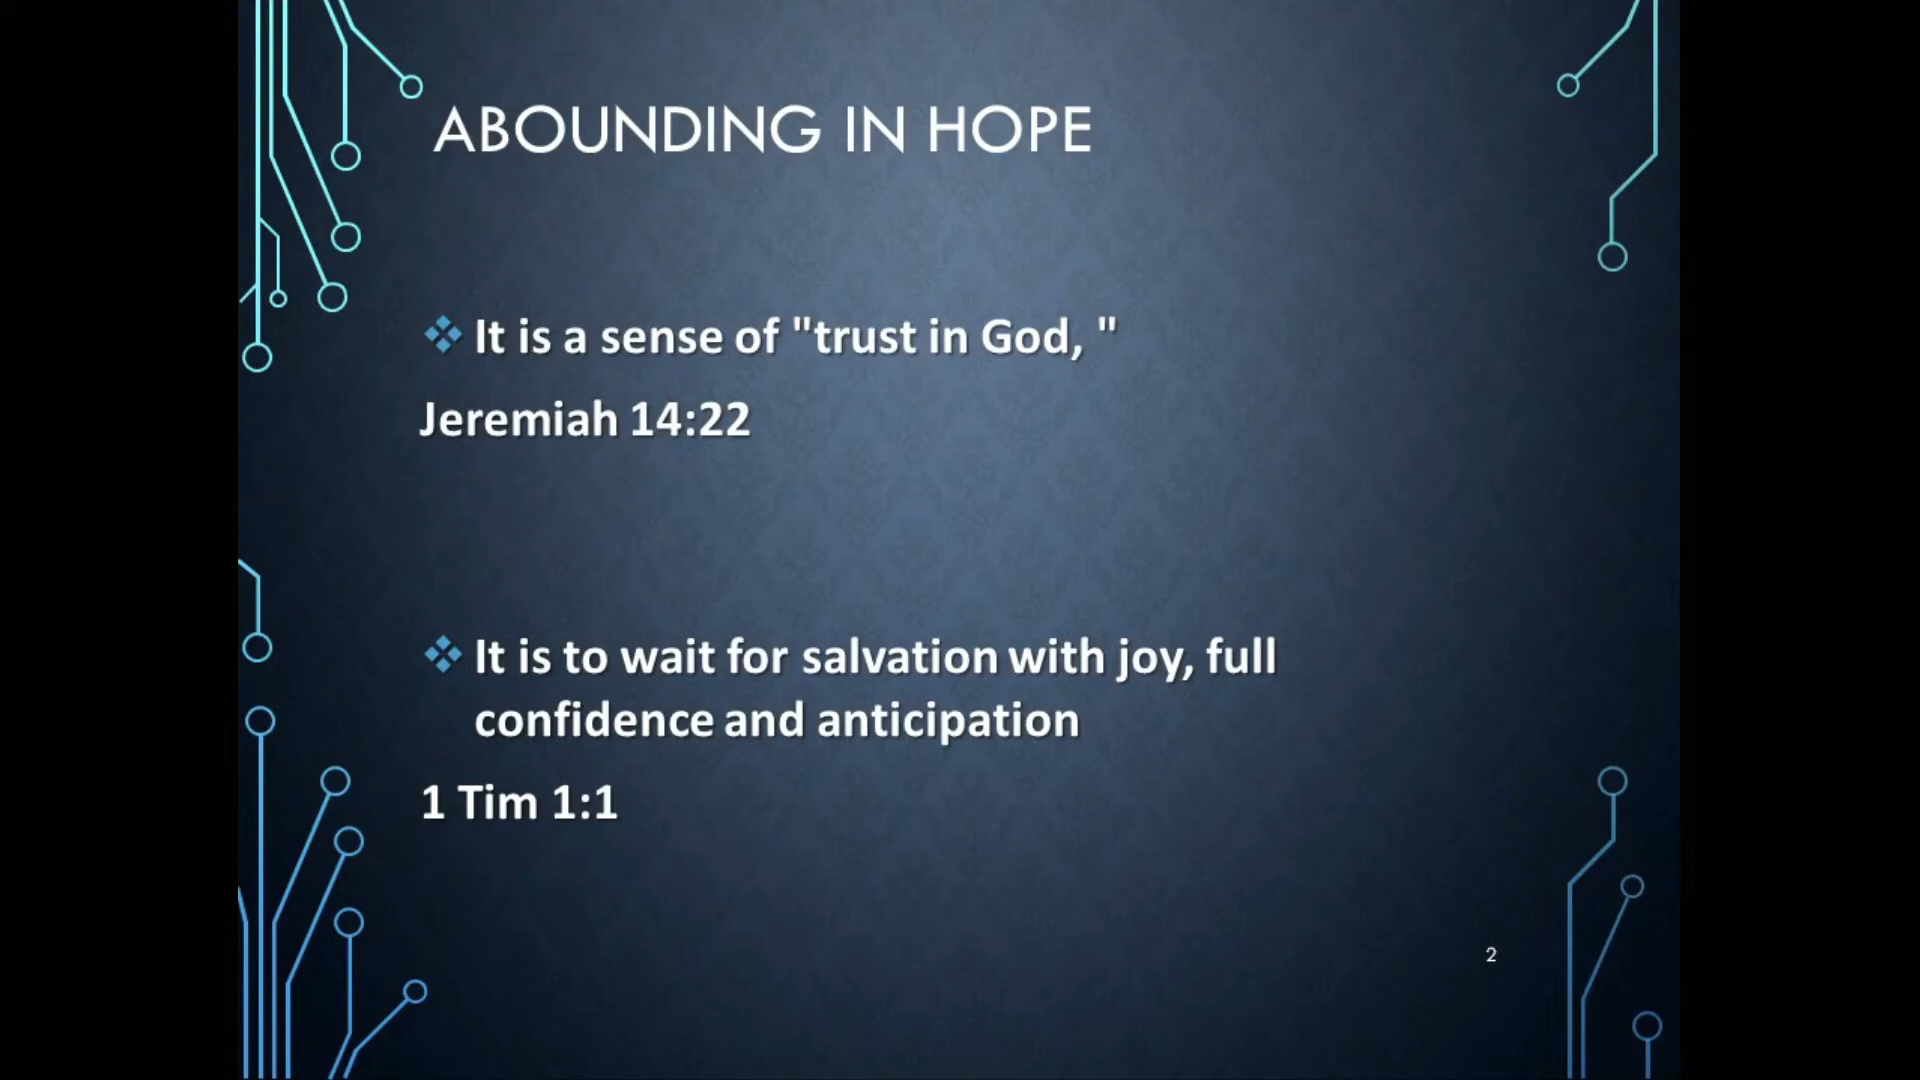 ABOUNDING IN HOPE
It is a sense of "trust in God, "
Jeremiah 14:22
It is to wait for salvation with joy, full
confidence and anticipation
1 Tim 1:1
2